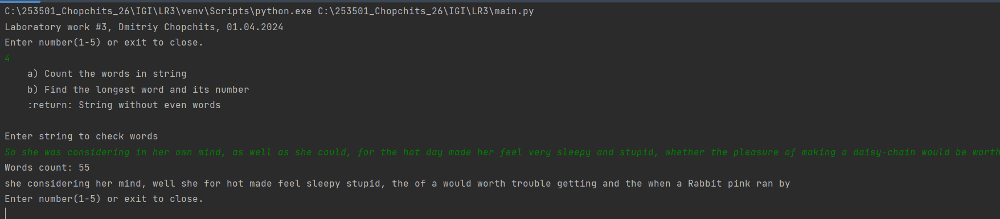 C:\253501_Chopchits_26\IGI\LR3\venv\Scripts\python.exe C:\253501_Chopchits_26\IGI\LR3\main.py
Laboratory work #3, Dmitriy Chopchits, 01.04.2024
Enter number(1-5) or exit to close.
4
a) Count the words in string
b) Find the longest word and its number
:return: String without even words
Enter string to check words
So she was considering in her own mind, as well as she could, for the hot day made her feel very sleepy and stupid, whether the pleasure of making a daisy-chain would be worth
Words count: 55
she considering her mind, well she for hot made feel sleepy stupid, the of a would worth trouble getting and the when a Rabbit pink ran by
Enter number(1-5) or exit to close.